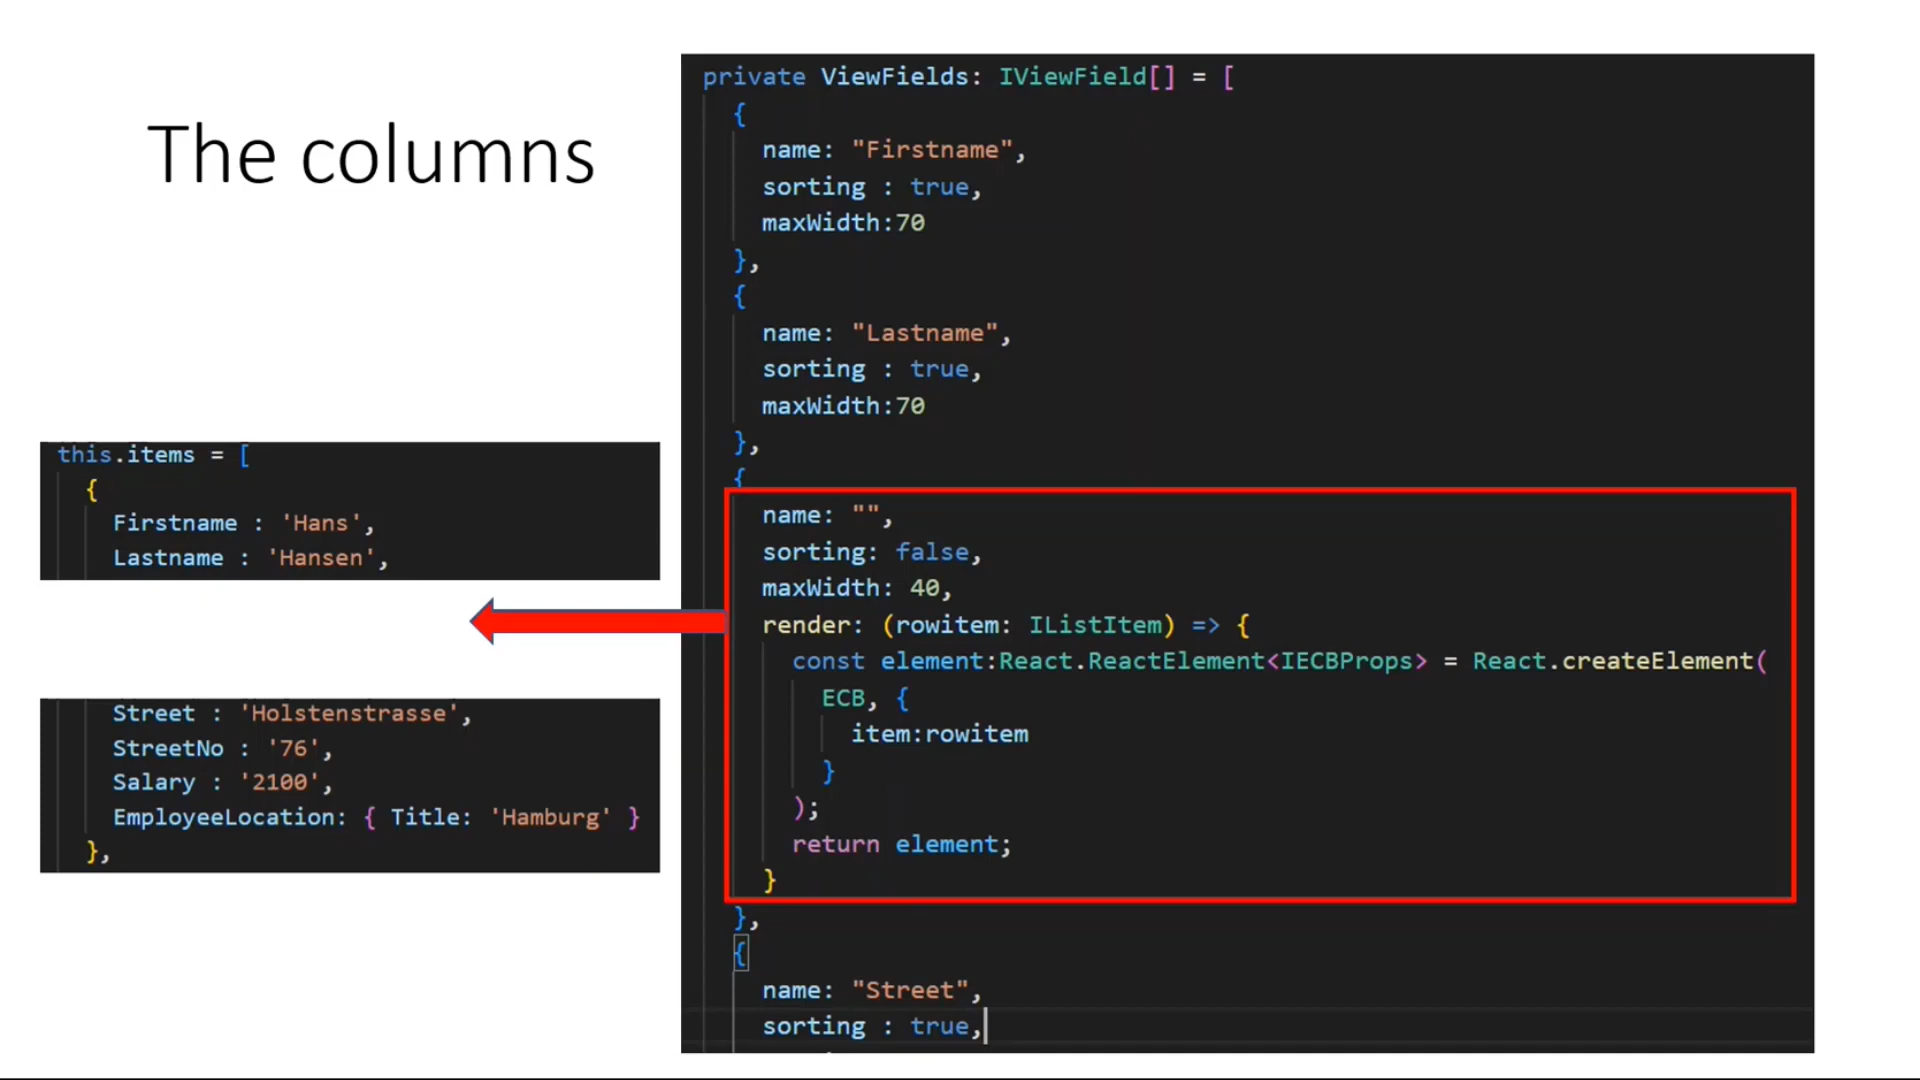 The columns
this.items = [
{
Firstname : 'Hans',
Lastname : 'Hansen',
Street : 'Holstenstrasse',
StreetNo : '76',
Salary : '2100',
EmployeeLocation: { Title: 'Hamburg' }
},
private ViewFields: IViewField[] = [
{
name: "Firstname",
sorting : true,
maxWidth:70
},
{
name: "Lastname",
sorting : true,
maxWidth:70
},
{
name: "",
sorting: false,
maxWidth: 40,
render: (rowitem: IListItem) => {
const element:React.ReactElement<IECBProps> = React.createElement(
ECB, {
item:rowitem
}
);
return element;
}
},
{
name: "Street",
sorting : true,